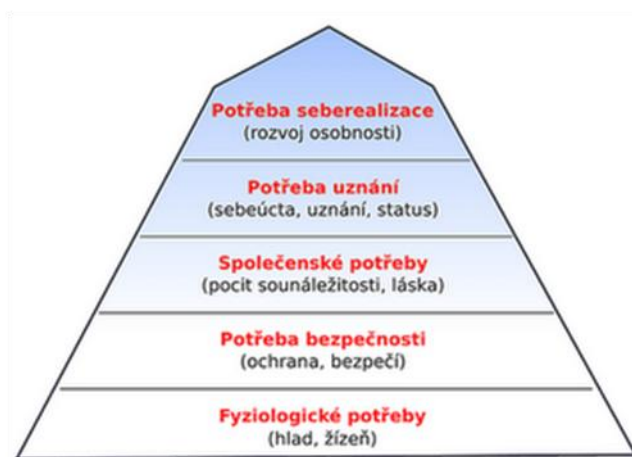 Potřeba seberealizace
(rozvoj osobnosti)
Potřeba uznání
(sebeúcta, uznání, status)
Společenské potřeby
(pocit sounáležitosti, láska)
Potřeba bezpečnosti
(ochrana, bezpečí)
Fyziologické potřeby
(hlad, žízeň)